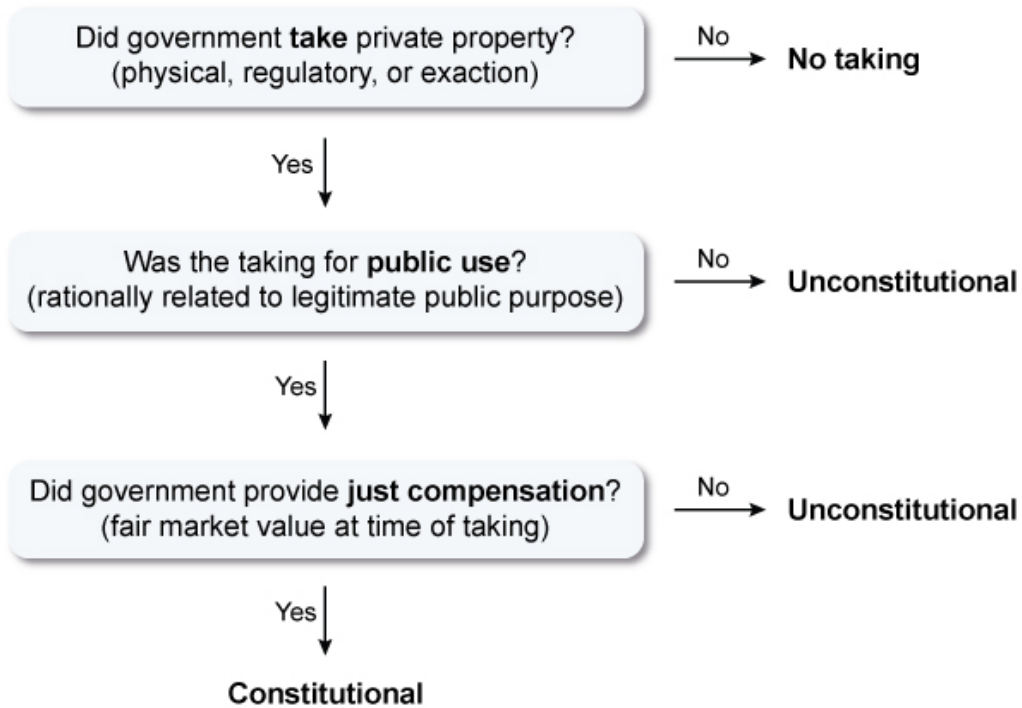 Did government take private property?
(physical, regulatory, or exaction)
No
No taking
Yes
Was the taking for public use?
(rationally related to legitimate public purpose)
No
Unconstitutional
Yes
Did government provide just compensation?
(fair market value at time of taking)
No
Unconstitutional
Yes
Constitutional